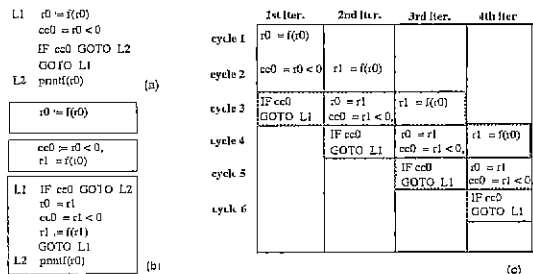 L1 r0 := f(r0)
cc0 := r0 < 0
IF cc0 GOTO L2
GOTO L1
L2 printf(r0)
(a)
r0 := f(r0)
cc0 := r0 < 0,
r1 = f(r0)
L1 IF cc0 GOTO L2
r0 = r1
cc0 = r1 < 0
r1 := f(r1)
GOTO L1
L2 printf(r0)
(b)
1st Iter. 2nd Iter. 3rd Iter. 4th Iter
cycle 1 r0 = f(r0)
cycle 2 cc0 = r0 < 0 r1 = f(r0)
cycle 3 IF cc0 r0 = r1 r1 = f(r0)
GOTO L1 cc0 = r1 < 0,
cycle 4 IF cc0 r0 = r1 r1 = f(r0)
GOTO L1 cc0 = r1 < 0,
cycle 5 IF cc0 r0 = r1
GOTO L1 cc0 = r1 < 0,
cycle 6 IF cc0
GOTO L1
(c)